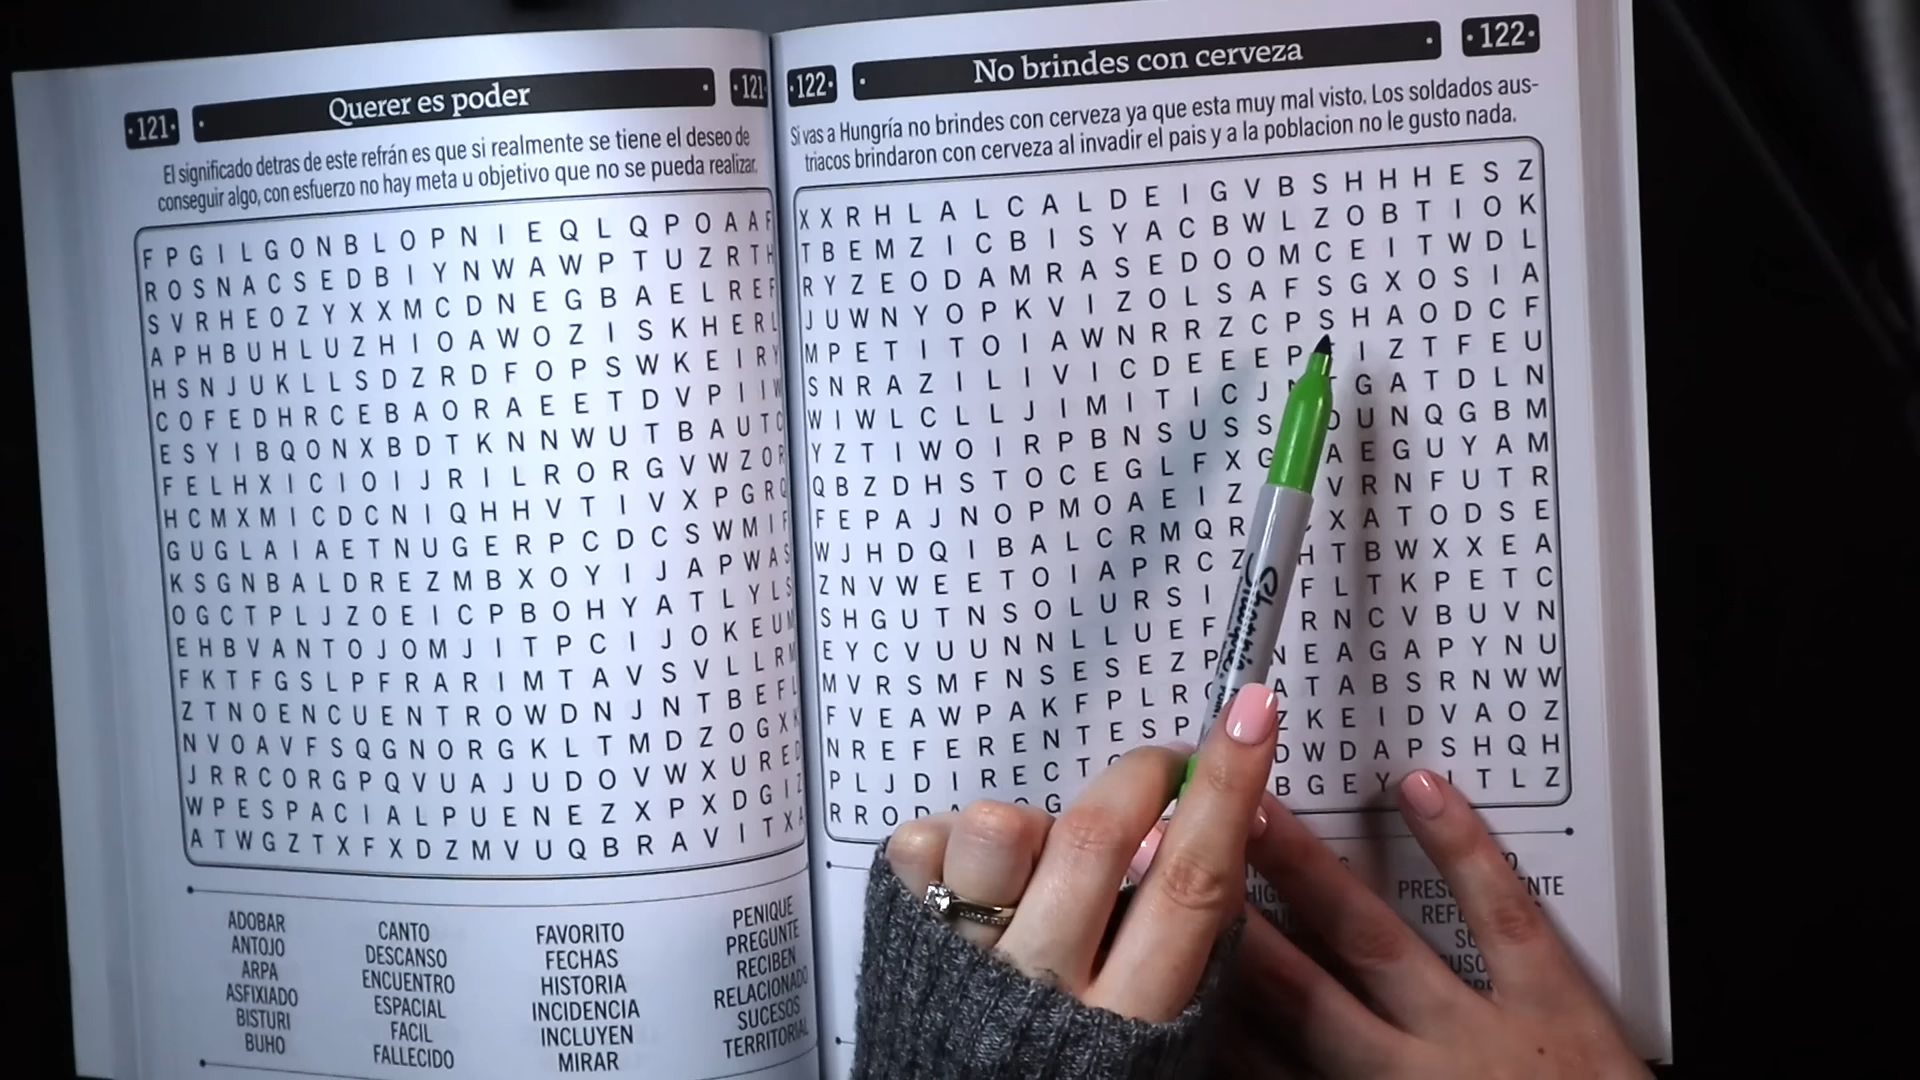 ·121· Querer es poder ·121·
El significado detras de este refrán es que si realmente se tiene el deseo de
conseguir algo, con esfuerzo no hay meta u objetivo que no se pueda realizar.
F P G I L G O N B L O P N I E Q L Q P O A A F
R O S N A C S E D B I Y N W A W P T U Z R T H
S V R H E O Z Y X X M C D N E G B A E L R E F
A P H B U H L U Z H I O A W O Z I S K H E R L
H S N J U K L L S D Z R D F O P S W K E I R Y
C O F E D H R C E B A O R A E E T D V P I I W
E S Y I B Q O N X B D T K N N W U T B A U T C
F E L H X I C I O I J R I L R O R G V W Z O R
H C M X M I C D C N I Q H H V T I V X P G R Q
G U G L A I A E T N U G E R P C D C S W M I F
K S G N B A L D R E Z M B X O Y I J A P W A S
O G C T P L J Z O E I C P B O H Y A T L Y L S
E H B V A N T O J O M J I T P C I J O K E U M
F K T F G S L P F R A R I M T A V S V L L R M
Z T N O E N C U E N T R O W D N J N T B E F L
N V O A V F S Q G N O R G K L T M D Z O G X K
J R R C O R G P Q V U A J U D O V W X U R E D
W P E S P A C I A L P U E N E Z X P X D G I Z
A T W G Z T X F X D Z M V U Q B R A V I T X A
ADOBAR
ANTOJO
ARPA
ASFIXIADO
BISTURI
BUHO
CANTO
DESCANSO
ENCUENTRO
ESPACIAL
FACIL
FALLECIDO
FAVORITO
FECHAS
HISTORIA
INCIDENCIA
INCLUYEN
MIRAR
PENIQUE
PREGUNTE
RECIBEN
RELACIONADO
SUCESOS
TERRITORIAL
·122· No brindes con cerveza ·122·
Si vas a Hungría no brindes con cerveza ya que esta muy mal visto. Los soldados aus-
triacos brindaron con cerveza al invadir el pais y a la poblacion no le gusto nada.
X X R H L A L C A L D E I G V B S H H H E S Z
T B E M Z I C B I S Y A C B W L Z O B T I O K
R Y Z E O D A M R A S E D O O M C E I T W D L
J U W N Y O P K V I Z O L S A F S G X O S I A
M P E T I T O I A W N R R Z C P S H A O D C F
S N R A Z I L I V I C D E E E P I Z T F E U
W I W L C L L J I M I T I C J T G A T D L N
Y Z T I W O I R P B N S U S S U N Q G B M
Q B Z D H S T O C E G L F X A E G U Y A M
F E P A J N O P M O A E I Z V R N F U T R
W J H D Q I B A L C R M Q R X A T O D S E
Z N V W E E T O I A P R C Z H T B W X X E A
S H G U T N S O L U R S I F L T K P E T C
E Y C V U U N N L L U E F R N C V B U V N
M V R S M F N S E S E Z P N E A G A P Y N U
F V E A W P A K F P L R A T A B S R N W W
N R E F E R E N T E S P Z K E I D V A O Z
P L J D I R E C T D W D A P S H Q H
R R O G B G E Y T L Z
Sharpie